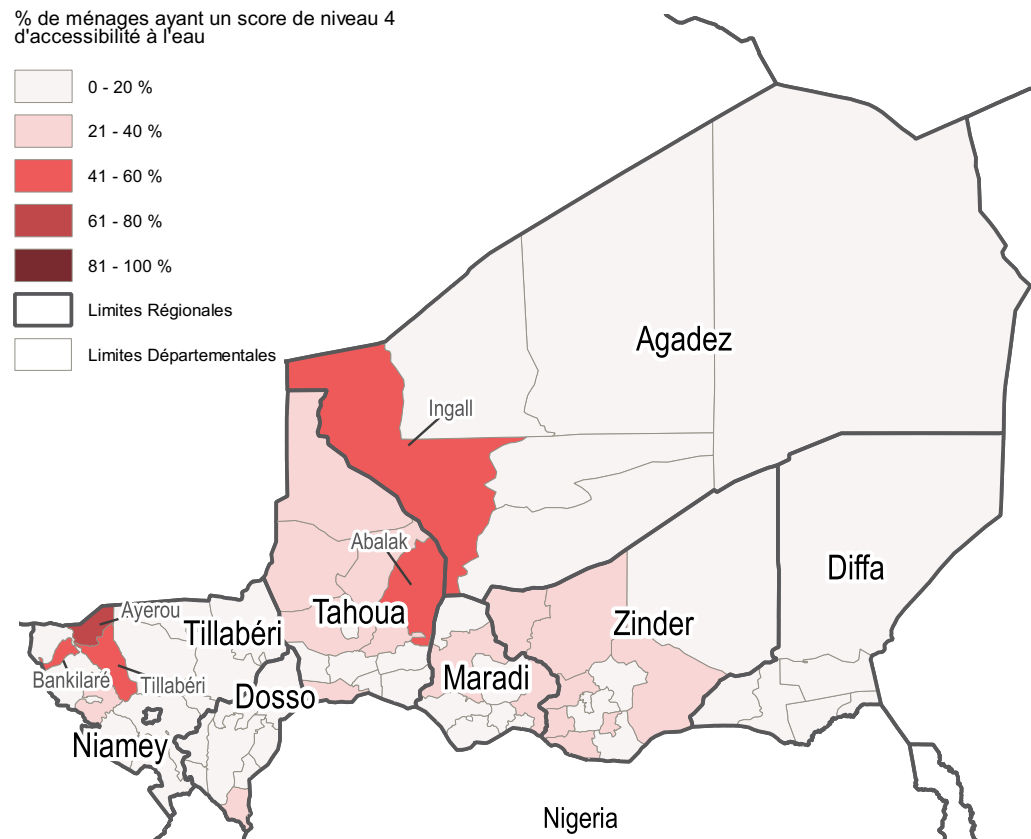 % de ménages ayant un score de niveau 4
d'accessibilité à l'eau
0 - 20 %
21 - 40 %
41 - 60 %
61 - 80 %
81 - 100 %
Limites Régionales
Limites Départementales
Agadez
Ingall
Abalak
Diffa
Ayerou
Tahoua
Tillabéri
Zinder
Bankilaré
Tillabéri
Dosso
Maradi
Niamey
Nigeria